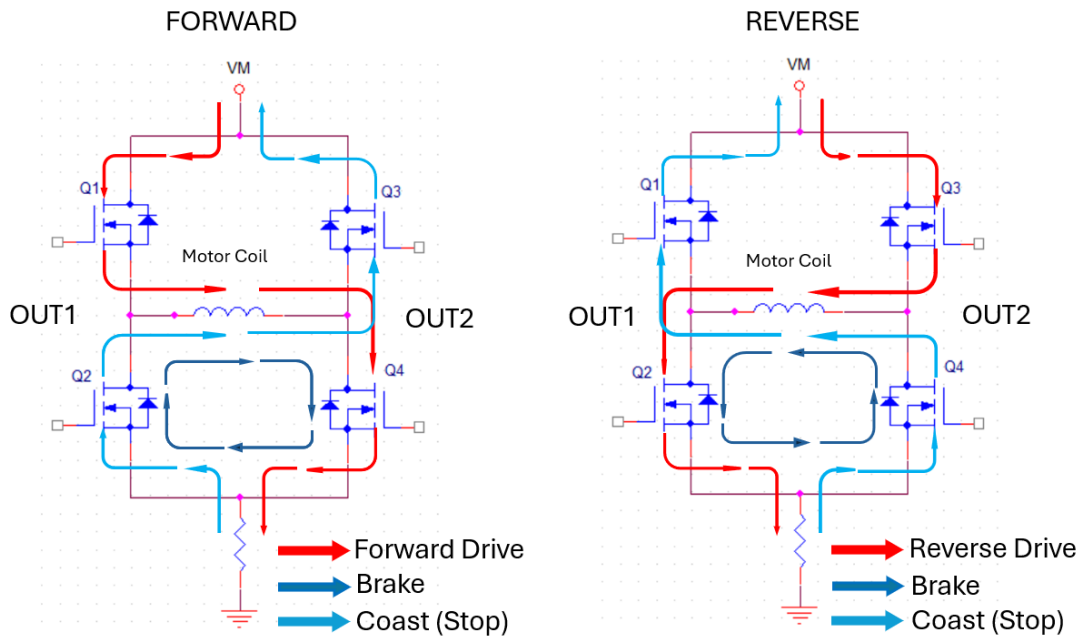 FORWARD
VM
Q1
Q3
Motor Coil
OUT1
OUT2
Q2
Q4
Forward Drive
Brake
Coast (Stop)
REVERSE
VM
Q1
Q3
Motor Coil
OUT1
OUT2
Q2
Q4
Reverse Drive
Brake
Coast (Stop)